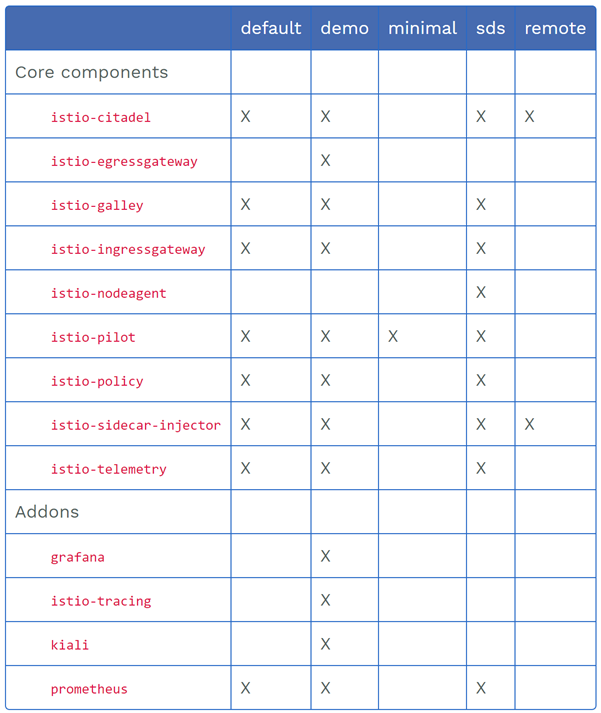 default demo minimal sds remote
Core components
istio-citadel X X X X
istio-egressgateway X
istio-galley X X X
istio-ingressgateway X X X
istio-nodeagent X
istio-pilot X X X X
istio-policy X X X
istio-sidecar-injector X X X X
istio-telemetry X X X
Addons
grafana X
istio-tracing X
kiali X
prometheus X X X